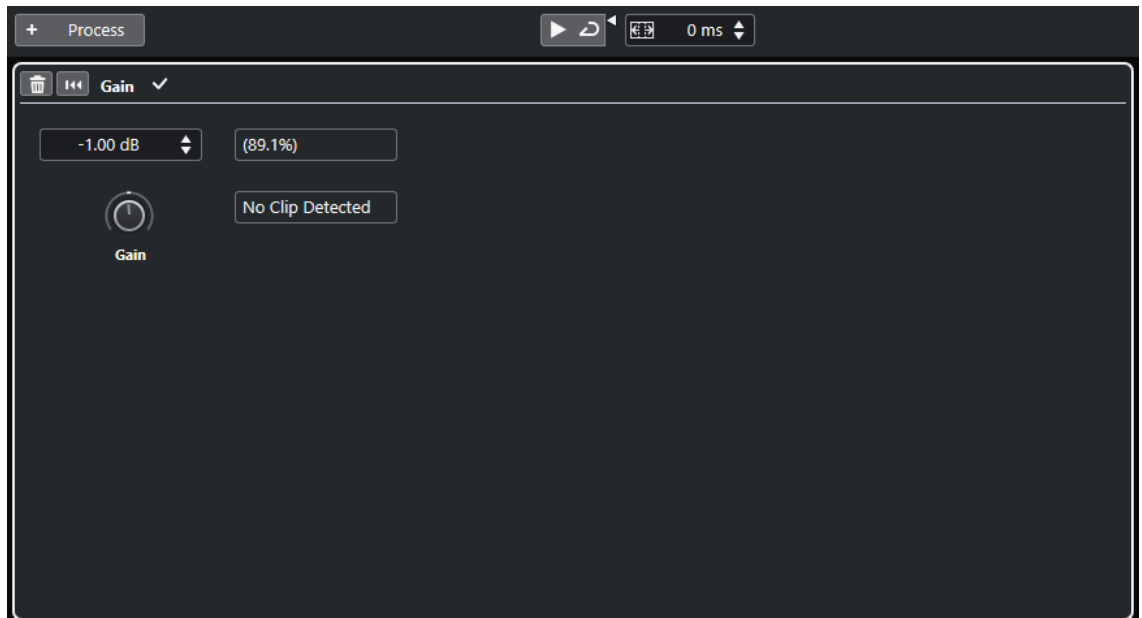 + Process
0 ms
Gain
-1.00 dB
(89.1%)
No Clip Detected
Gain